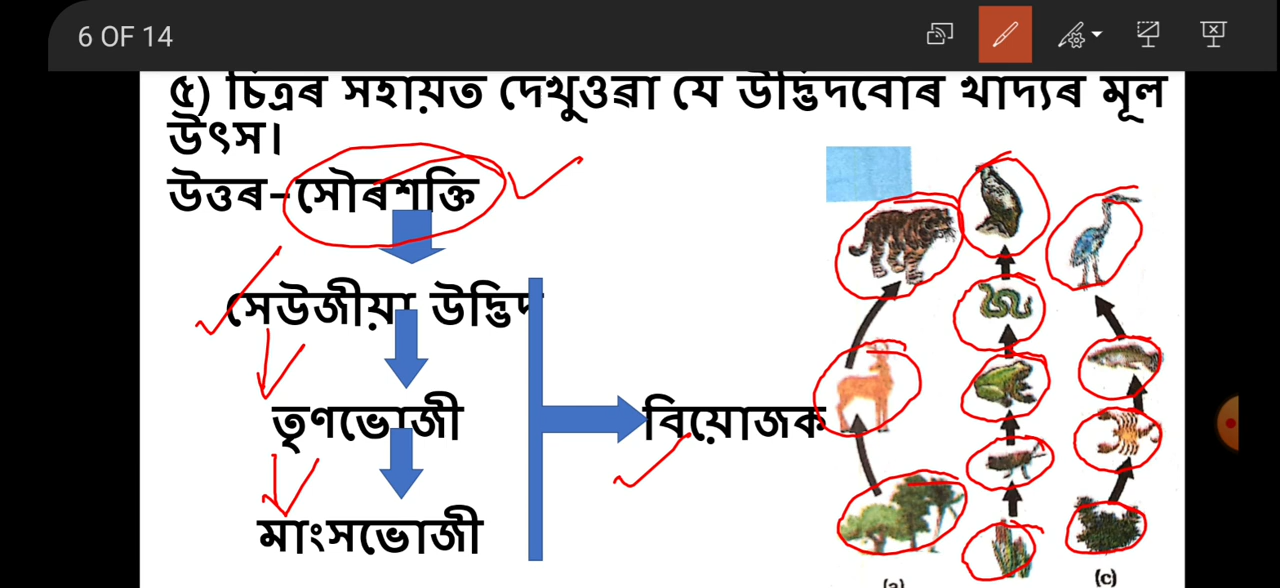 6 OF 14
৫) চিত্ৰৰ সহায়ত দেখুওৱা যে উদ্ভিদবোৰ খাদ্যৰ মূল
উৎস।
উত্তৰ-সৌৰশক্তি
সেউজীয়া উদ্ভিদ
তৃণভোজী
বিয়োজক
মাংসভোজী
(a)
(c)